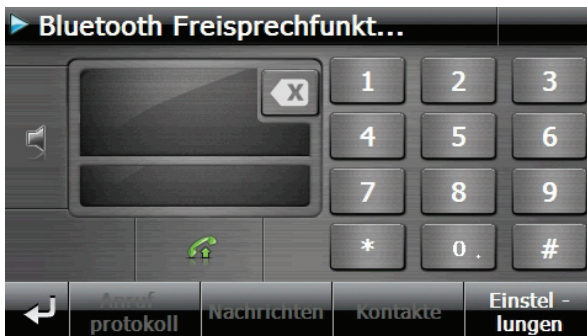 Bluetooth Freisprechfunkt...
X
1 2 3
4 5 6
7 8 9
* 0 . #
Anruf
protokoll
Nachrichten
Kontakte
Einstel -
lungen